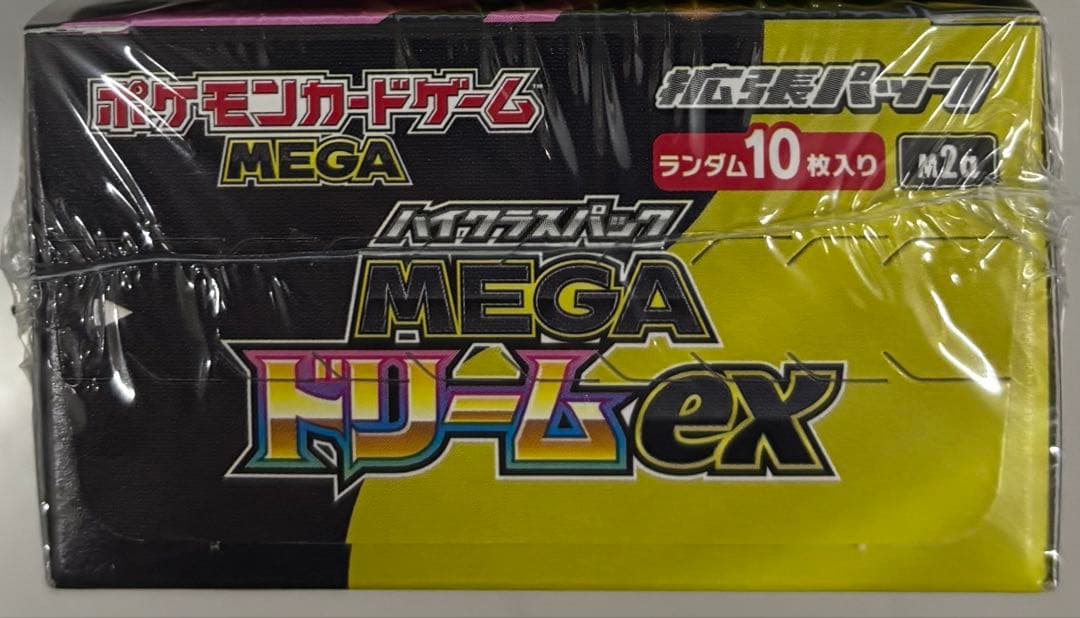 ポケモンカードゲーム™
MEGA
拡張パック
ランダム10枚入り
M2a
ハイクラスパック
MEGA
ドリームex